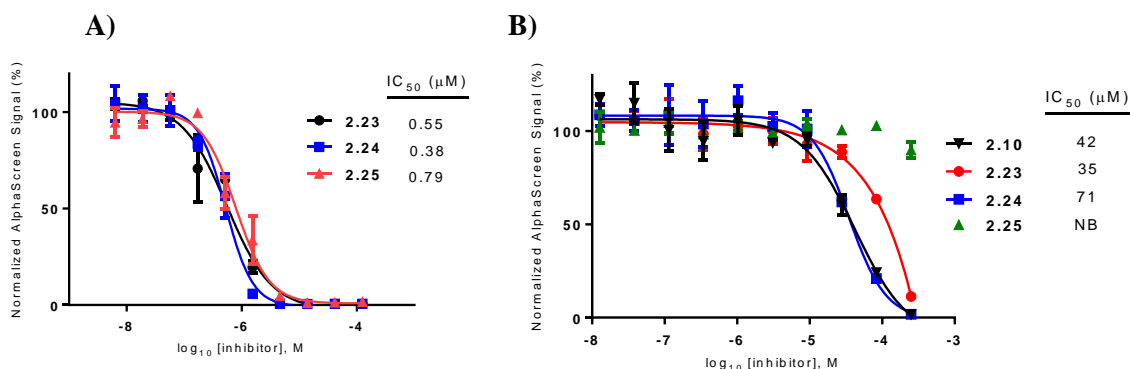 A)
B)
Normalized AlphaScreen Signal (%)
100
50
0
-8
-6
-4
log10 [inhibitor], M
IC50 (μM)
2.23 0.55
2.24 0.38
2.25 0.79
Normalized AlphaScreen Signal (%)
100
50
0
-8
-7
-6
-5
-4
-3
log10 [inhibitor], M
IC50 (μM)
2.10 42
2.23 35
2.24 71
2.25 NB